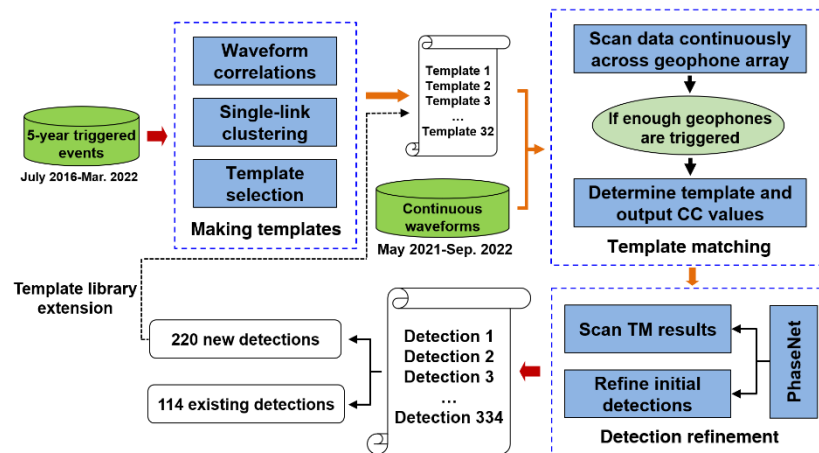 5-year triggered
events
July 2016-Mar. 2022
Waveform
correlations
Single-link
clustering
Template
selection
Making templates
Template 1
Template 2
Template 3
...
Template 32
Continuous
waveforms
May 2021-Sep. 2022
Scan data continuously
across geophone array
If enough geophones
are triggered
Determine template and
output CC values
Template matching
PhaseNet
Scan TM results
Refine initial
detections
Detection refinement
Detection 1
Detection 2
Detection 3
...
Detection 334
220 new detections
114 existing detections
Template library
extension